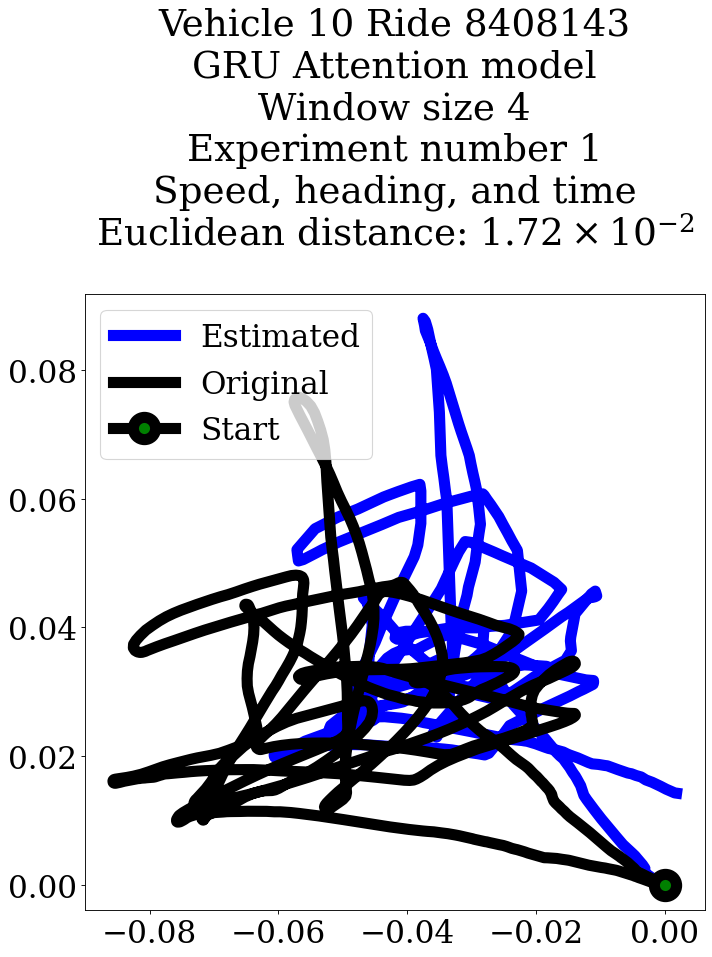 Vehicle 10 Ride 8408143
GRU Attention model
Window size 4
Experiment number 1
Speed, heading, and time
Euclidean distance: 1.72 × 10⁻²
Estimated
Original
Start
0.08
0.06
0.04
0.02
0.00
−0.08 −0.06 −0.04 −0.02 0.00